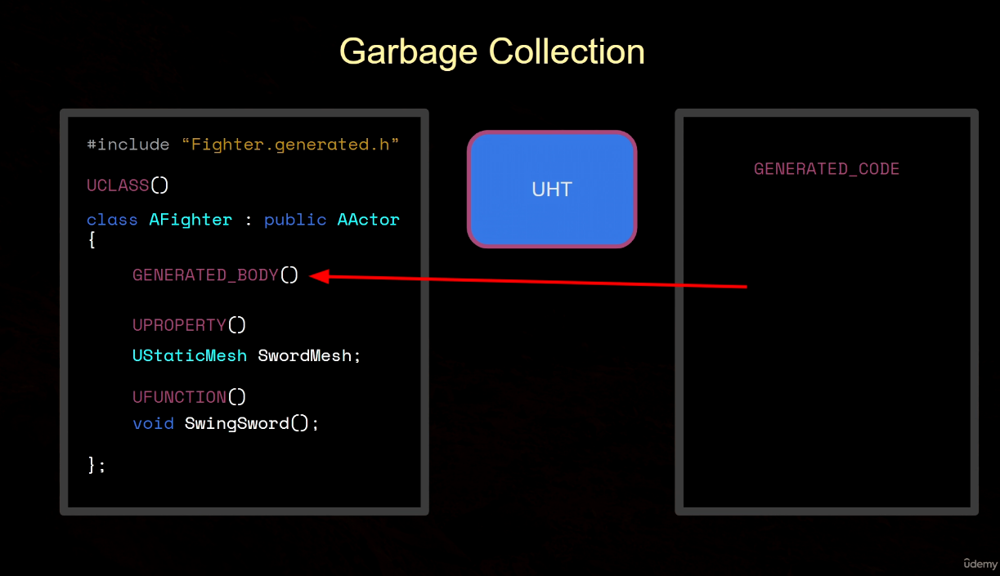 Garbage Collection
#include “Fighter.generated.h”
UCLASS()
class AFighter : public AActor
{
GENERATED_BODY()
UPROPERTY()
UStaticMesh SwordMesh;
UFUNCTION()
void SwingSword();
};
UHT
GENERATED_CODE
ûdemy